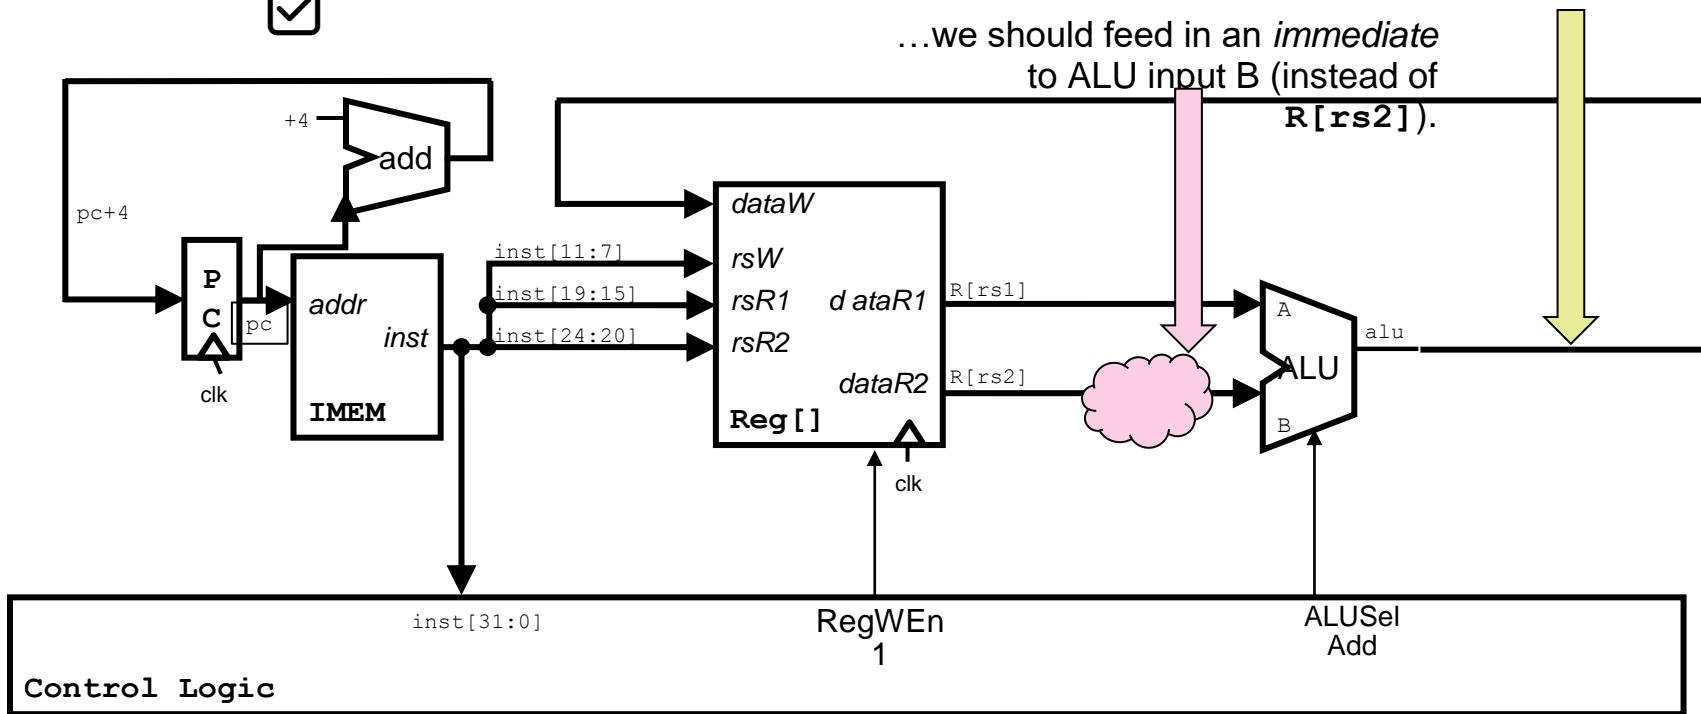 …we should feed in an immediate
to ALU input B (instead of
R[rs2]).
+4
add
pc+4
P
C
pc
clk
addr
inst
IMEM
inst[11:7]
inst[19:15]
inst[24:20]
dataW
rsW
rsR1
rsR2
d ataR1
dataR2
Reg[]
clk
R[rs1]
R[rs2]
A
ALU
B
alu
inst[31:0]
RegWEn
1
ALUSel
Add
Control Logic